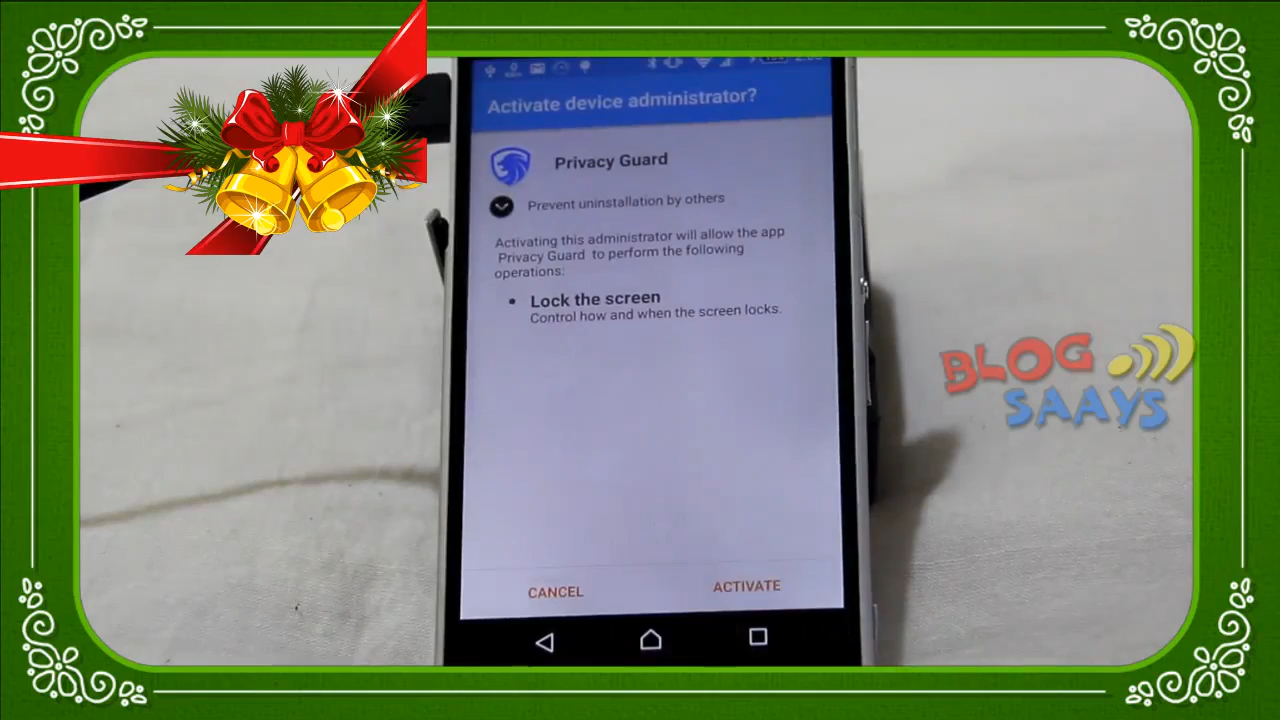 Activate device administrator?
Privacy Guard
Prevent uninstallation by others
Activating this administrator will allow the app
Privacy Guard to perform the following
operations:
• Lock the screen
Control how and when the screen locks.
CANCEL
ACTIVATE
BLOG
SAAYS